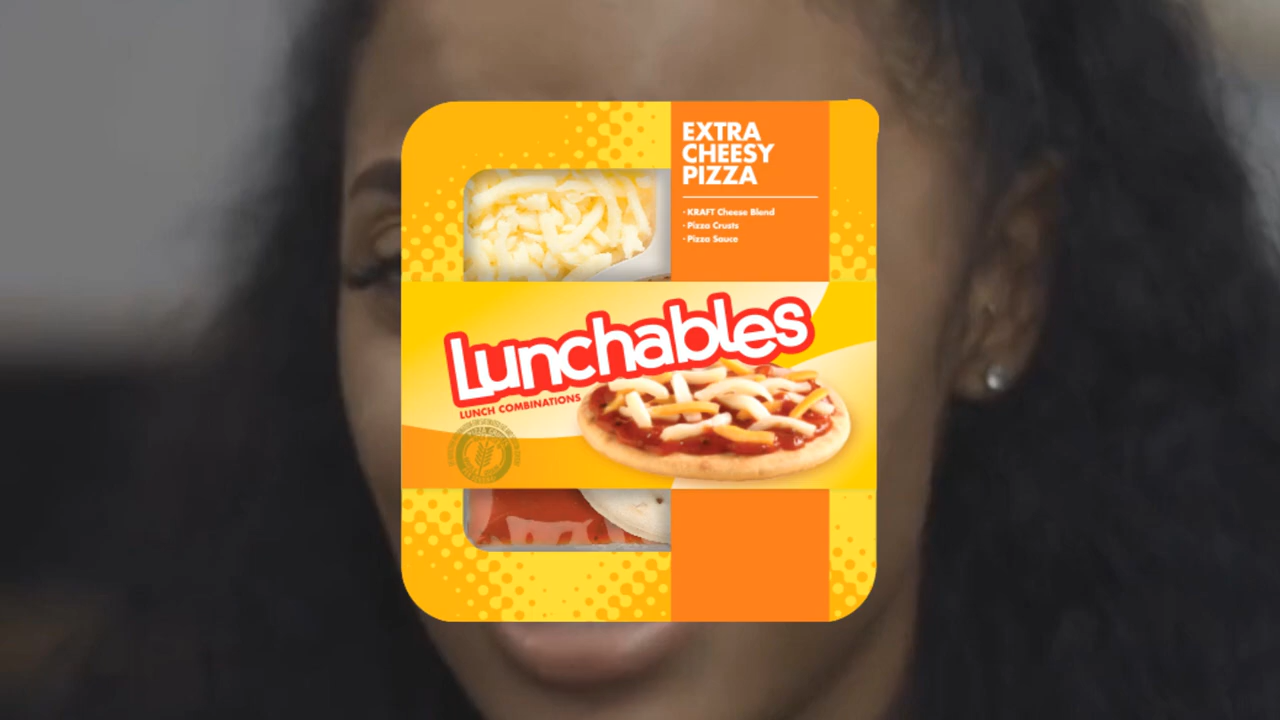 EXTRA
CHEESY
PIZZA
· KRAFT Cheese Blend
· Pizza Crusts
· Pizza Sauce
Lunchables
LUNCH COMBINATIONS